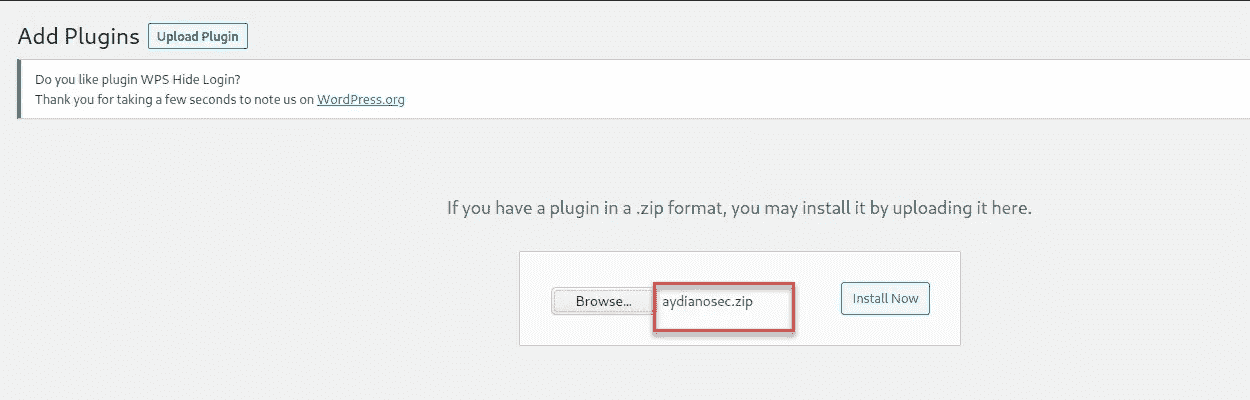 Add Plugins Upload Plugin
Do you like plugin WPS Hide Login?
Thank you for taking a few seconds to note us on WordPress.org
If you have a plugin in a .zip format, you may install it by uploading it here.
Browse... aydianosec.zip Install Now